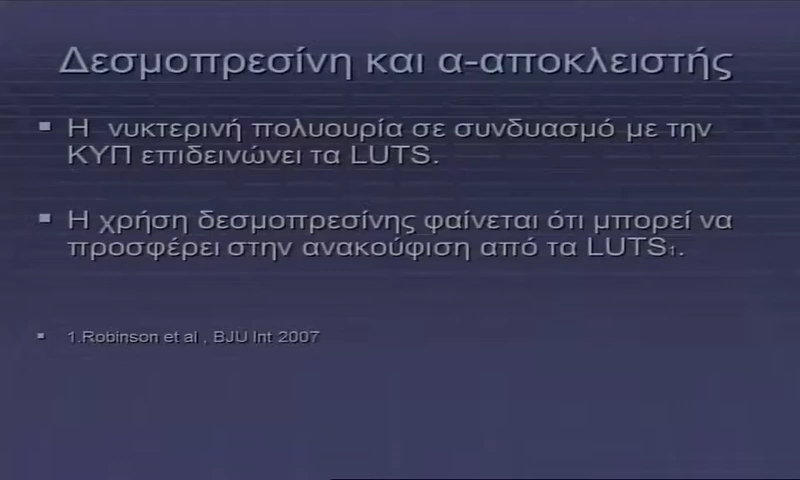 Δεσμοπρεσίνη και α-αποκλειστής
Η νυκτερινή πολυουρία σε συνδυασμό με την
ΚΥΠ επιδεινώνει τα LUTS.
Η χρήση δεσμοπρεσίνης φαίνεται ότι μπορεί να
προσφέρει στην ανακούφιση από τα LUTS₁.
1.Robinson et al , BJU Int 2007